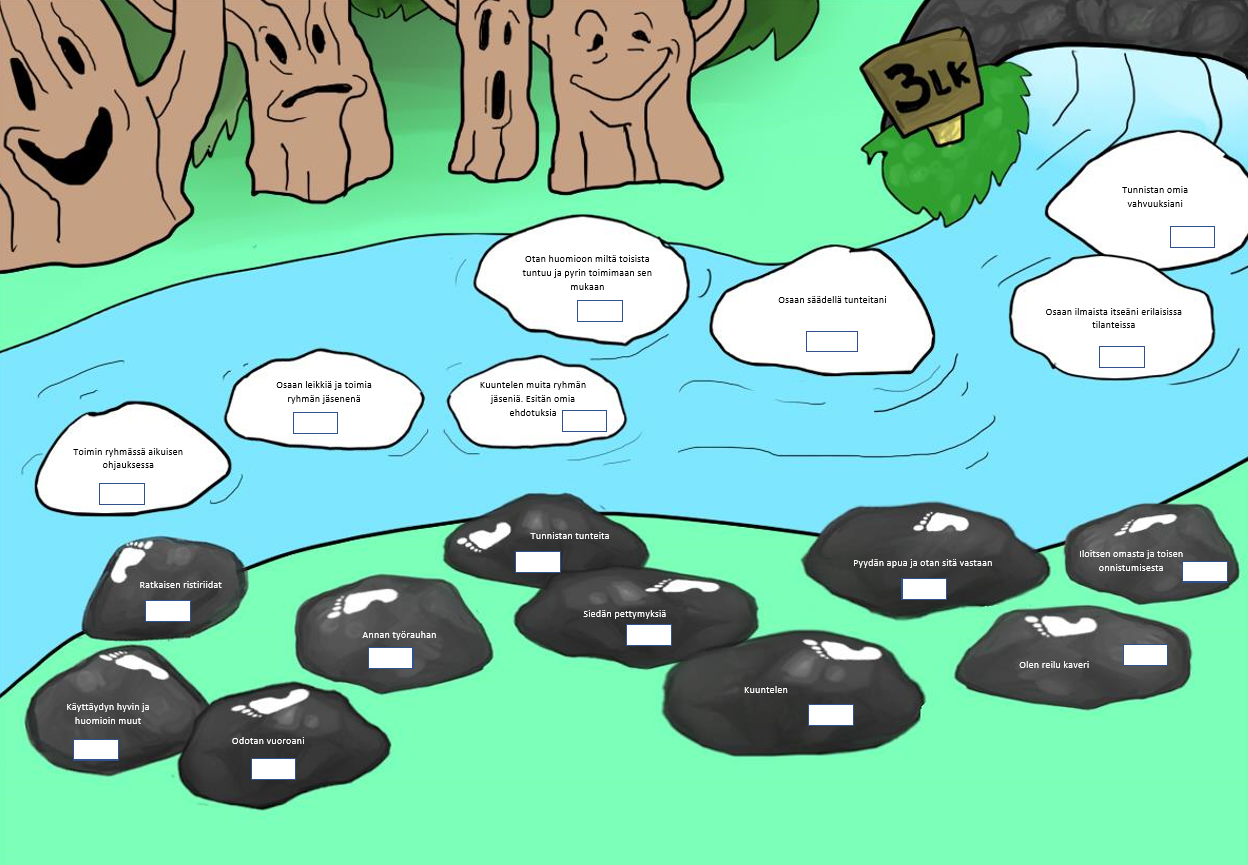 3LK
Tunnistan omia
vahvuuksiani
Otan huomioon miltä toisista
tuntuu ja pyrin toimimaan sen
mukaan
Osaan säädellä tunteitani
Osaan ilmaista itseäni erilaisissa
tilanteissa
Osaan leikkiä ja toimia
ryhmän jäsenenä
Kuuntelen muita ryhmän
jäseniä. Esitän omia
ehdotuksia
Toimin ryhmässä aikuisen
ohjauksessa
Tunnistan tunteita
Ratkaisen ristiriidat
Pyydän apua ja otan sitä vastaan
Iloitsen omasta ja toisen
onnistumisesta
Siedän pettymyksiä
Annan työrauhan
Olen reilu kaveri
Kuuntelen
Käyttäydyn hyvin ja
huomioin muut
Odotan vuoroani